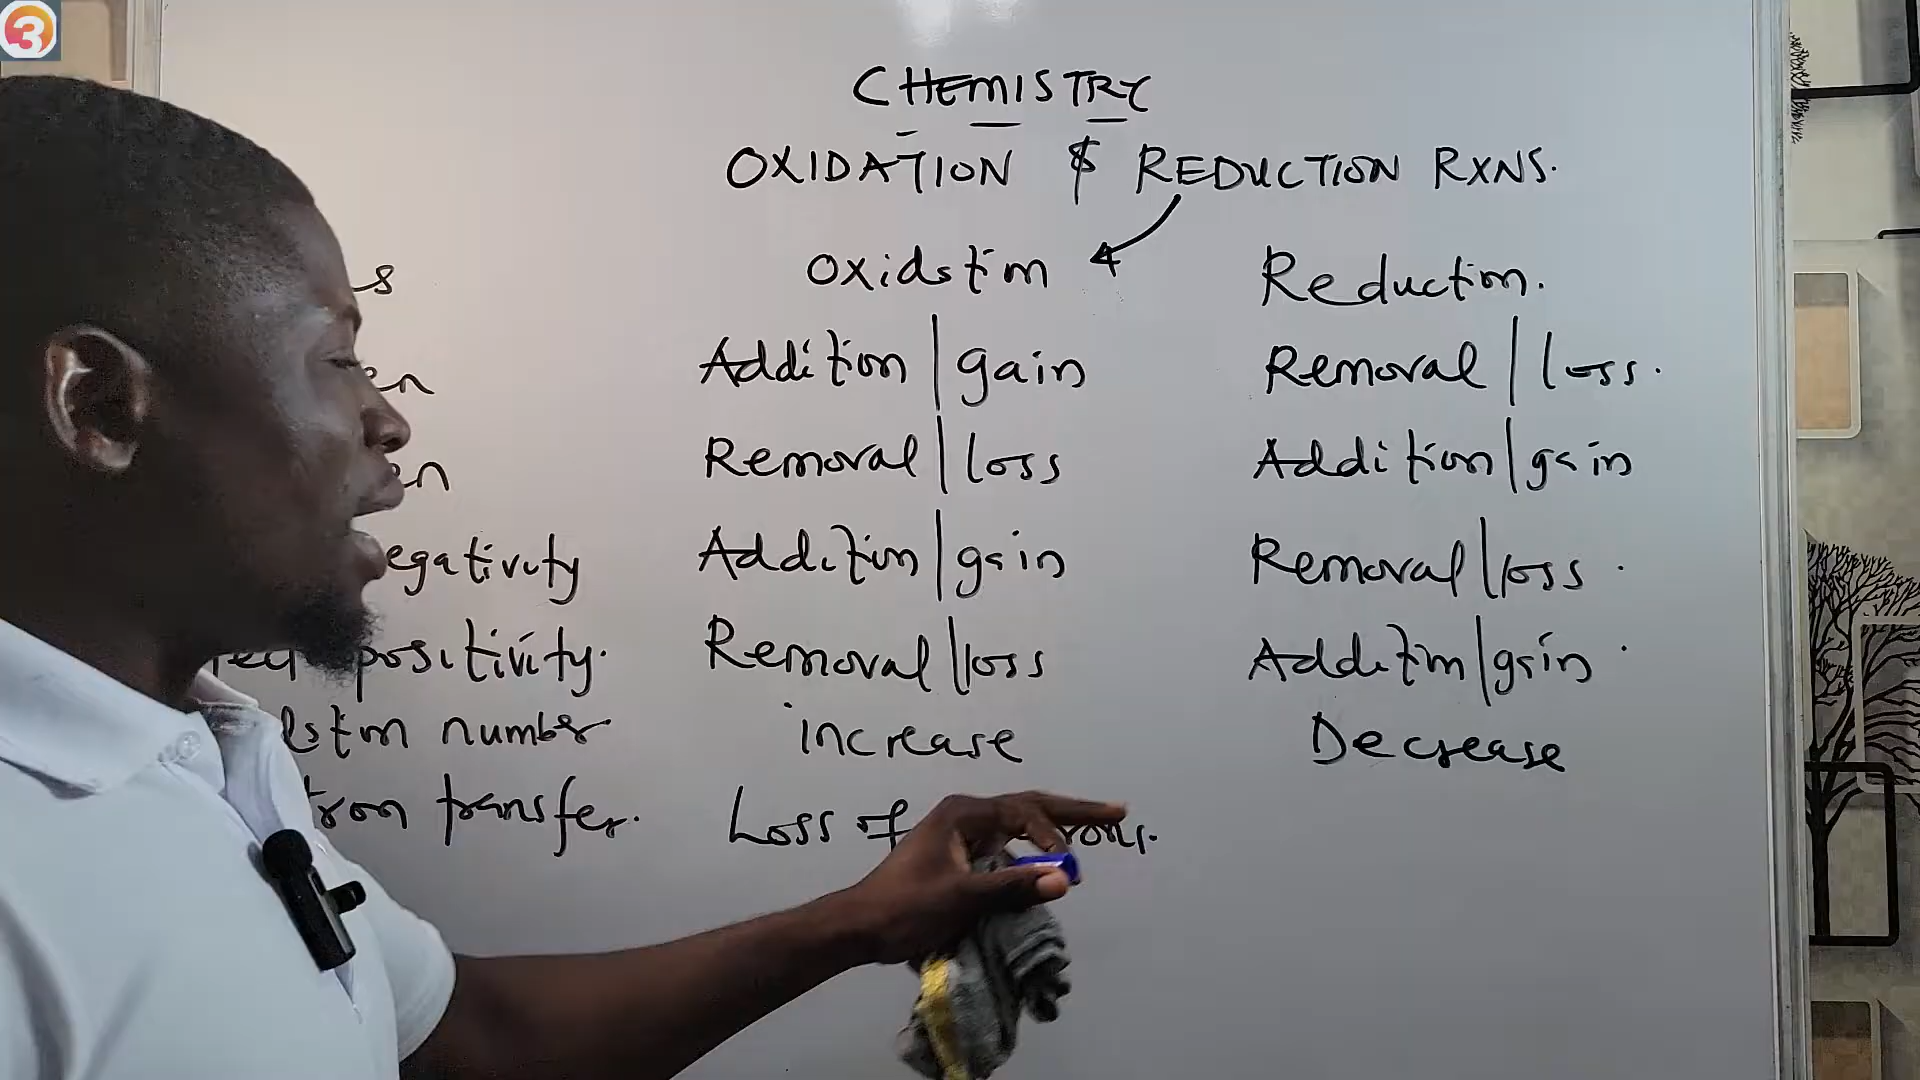 3
CHEMISTRY
OXIDATION & REDUCTION RXNS.
Oxidation Reduction.
Addition | gain Removal | loss.
Removal | loss Addition | gain
egativity Addition | gain Removal | loss.
positivity. Removal | loss Addition | gain.
number increase Decrease
tron transfer. Loss of rons.